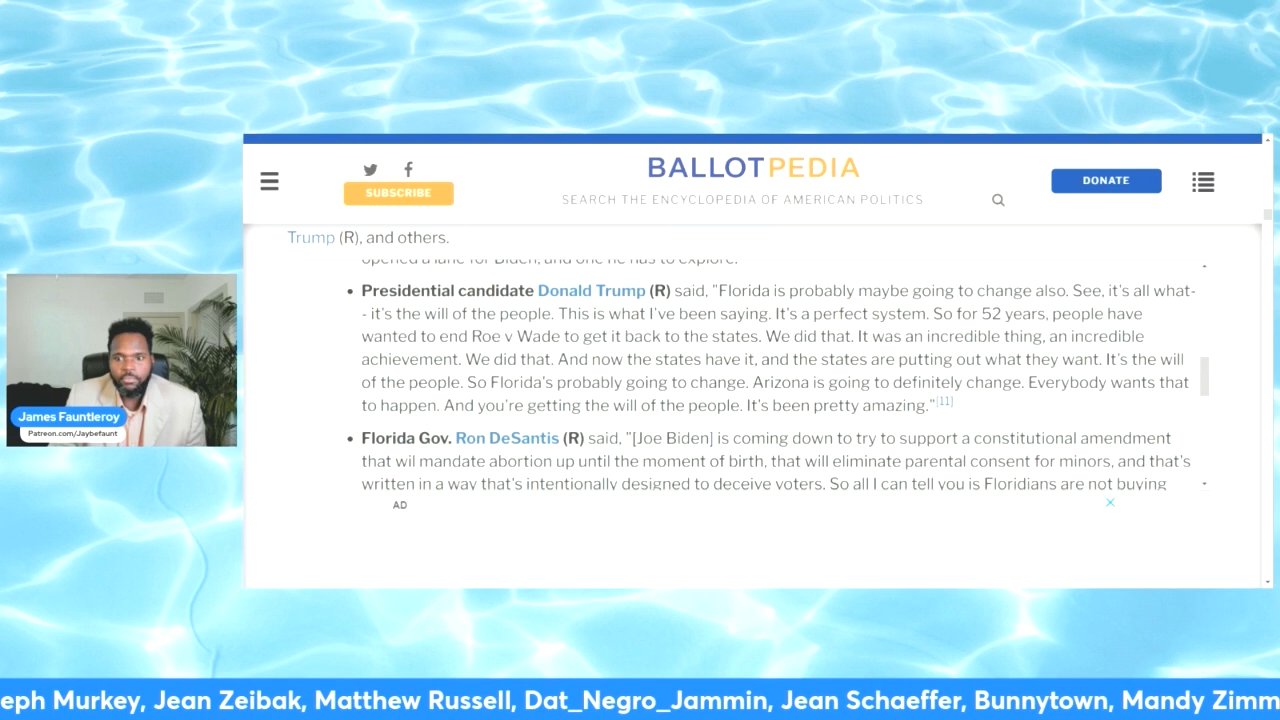 BALLOTPEDIA
SUBSCRIBE
SEARCH THE ENCYCLOPEDIA OF AMERICAN POLITICS
DONATE
Trump (R), and others.
opened a lane for Biden, and one he has to explore.
• Presidential candidate Donald Trump (R) said, "Florida is probably maybe going to change also. See, it's all what-
- it's the will of the people. This is what I've been saying. It's a perfect system. So for 52 years, people have
wanted to end Roe v Wade to get it back to the states. We did that. It was an incredible thing, an incredible
achievement. We did that. And now the states have it, and the states are putting out what they want. It's the will
of the people. So Florida's probably going to change. Arizona is going to definitely change. Everybody wants that
to happen. And you're getting the will of the people. It's been pretty amazing."[11]
• Florida Gov. Ron DeSantis (R) said, "[Joe Biden] is coming down to try to support a constitutional amendment
that wil mandate abortion up until the moment of birth, that will eliminate parental consent for minors, and that's
written in a way that's intentionally designed to deceive voters. So all I can tell you is Floridians are not buying
AD
James Fauntleroy
Patreon.com/Jaybefaunt
eph Murkey, Jean Zeibak, Matthew Russell, Dat_Negro_Jammin, Jean Schaeffer, Bunnytown, Mandy Zimm